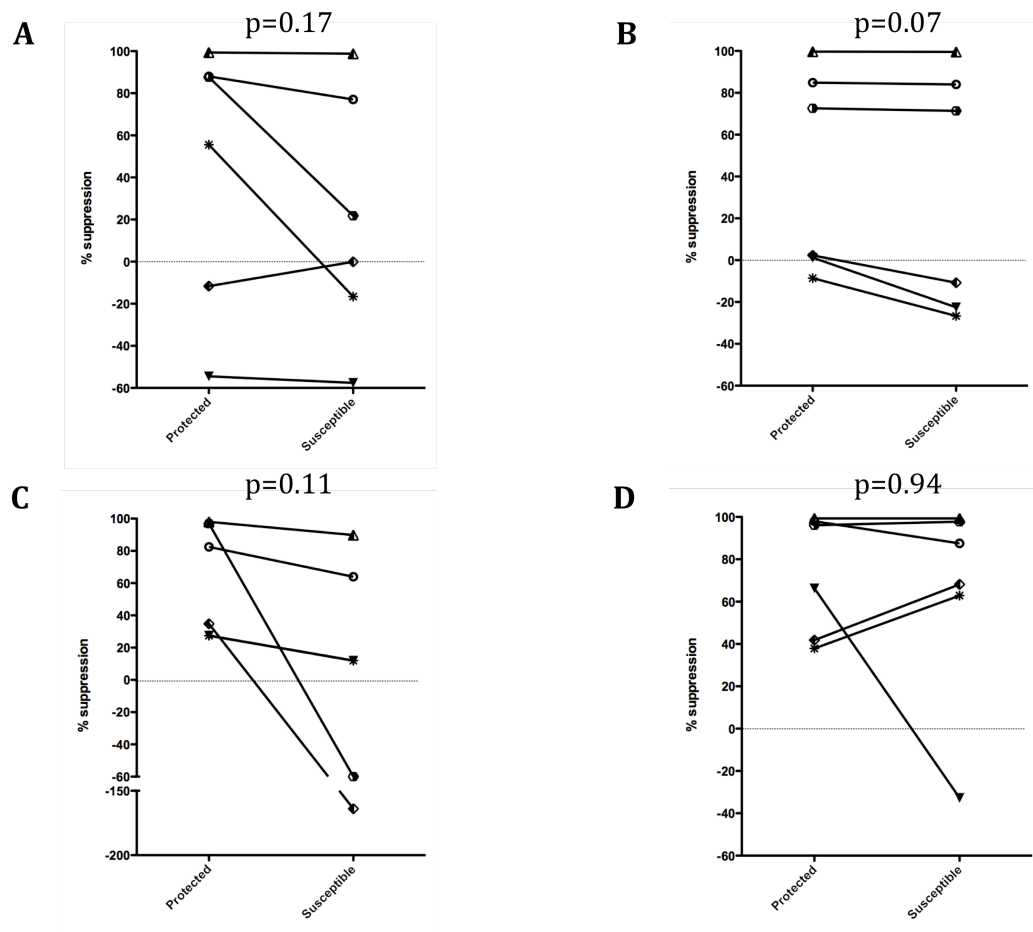 A
p=0.17
% suppression
100
80
60
40
20
0
-20
-40
-60
Protected
Susceptible
B
p=0.07
% suppression
100
80
60
40
20
0
-20
-40
-60
Protected
Susceptible
C
p=0.11
% suppression
100
80
60
40
20
0
-20
-40
-60
-150
-200
Protected
Susceptible
D
p=0.94
% suppression
100
80
60
40
20
0
-20
-40
-60
Protected
Susceptible